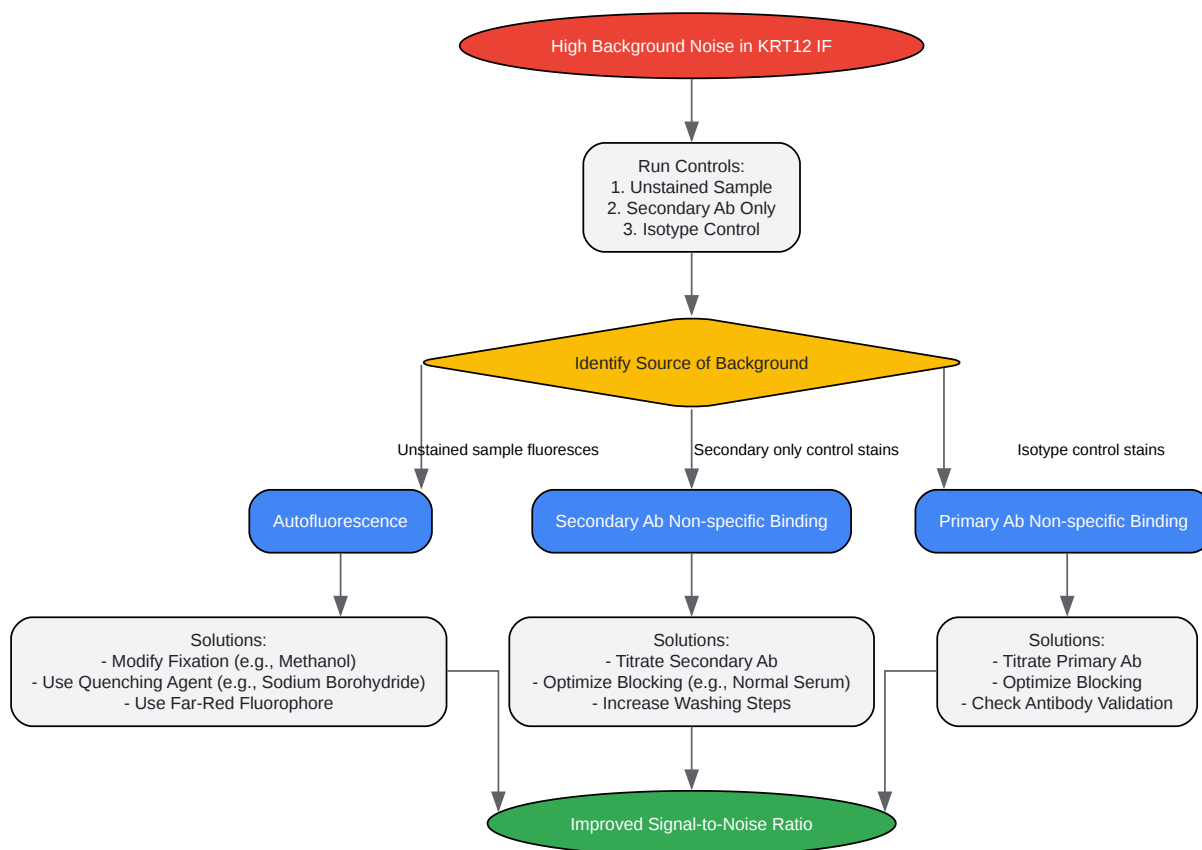 High Background Noise in KRT12 IF
Run Controls:
1. Unstained Sample
2. Secondary Ab Only
3. Isotype Control
Identify Source of Background
Unstained sample fluoresces
Secondary only control stains
Isotype control stains
Autofluorescence
Secondary Ab Non-specific Binding
Primary Ab Non-specific Binding
Solutions:
- Modify Fixation (e.g., Methanol)
- Use Quenching Agent (e.g., Sodium Borohydride)
- Use Far-Red Fluorophore
Solutions:
- Titrate Secondary Ab
- Optimize Blocking (e.g., Normal Serum)
- Increase Washing Steps
Solutions:
- Titrate Primary Ab
- Optimize Blocking
- Check Antibody Validation
Improved Signal-to-Noise Ratio